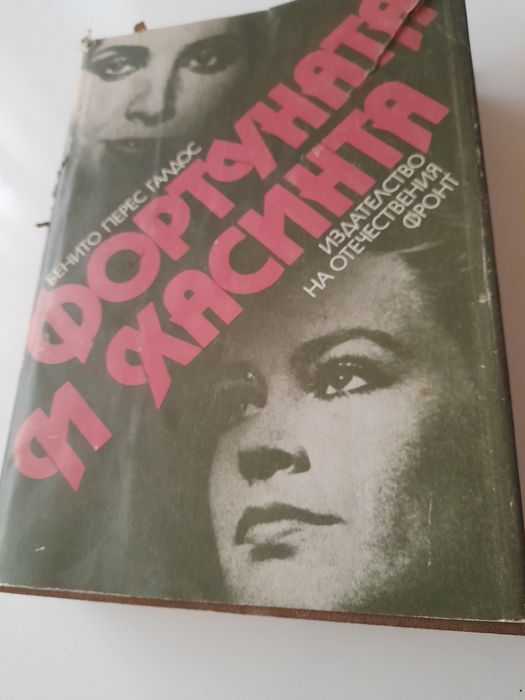 БЕНИТО ПЕРЕС ГАЛДОС
ФОРТУНАТА
И ХАСИНТА
ИЗДАТЕЛСТВО
НА ОТЕЧЕСТВЕНИЯ
ФРОНТ